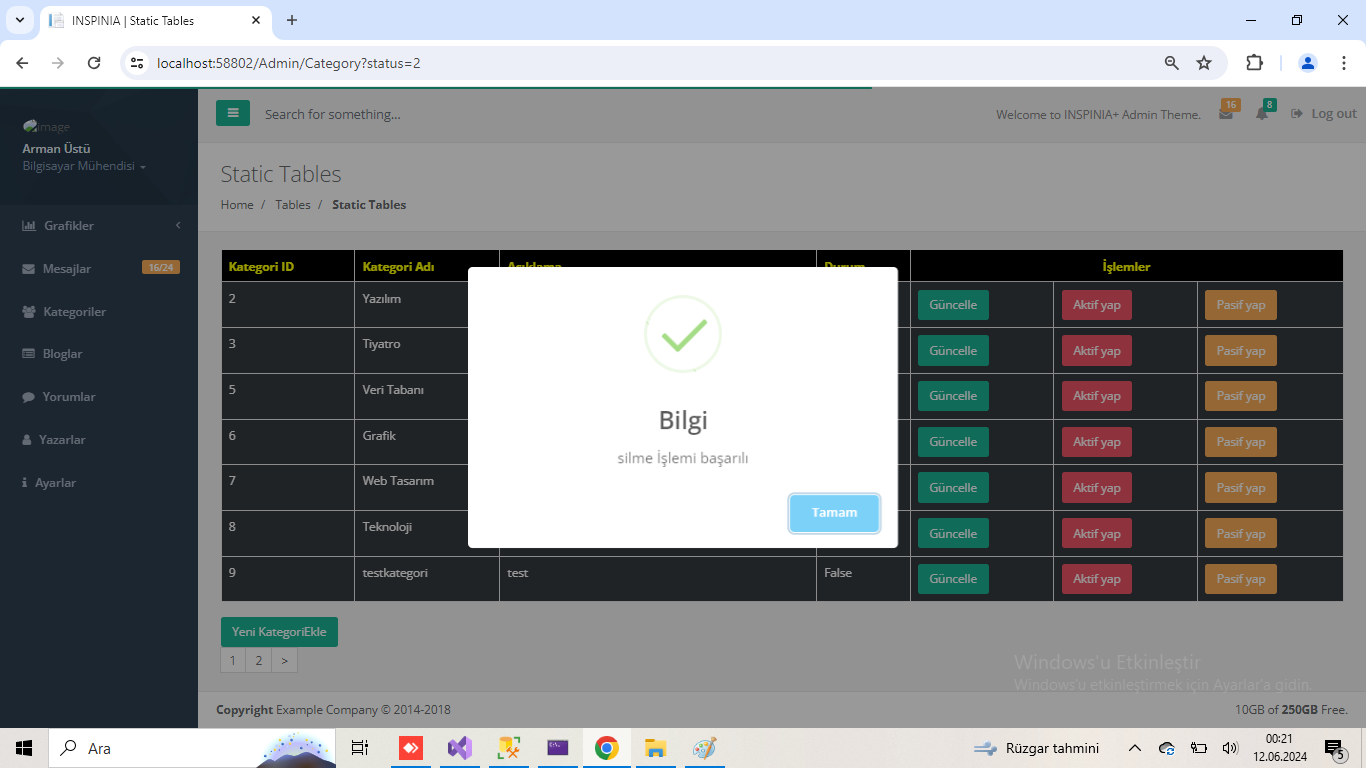 INSPINIA | Static Tables
localhost:58802/Admin/Category?status=2
image
Arman Üstü
Bilgisayar Mühendisi
Grafikler
Mesajlar 16/24
Kategoriler
Bloglar
Yorumlar
Yazarlar
Ayarlar
Search for something...
Welcome to INSPINIA+ Admin Theme. 16 8 Log out
Static Tables
Home / Tables / Static Tables
Kategori ID Kategori Adı Açıklama Durum İşlemler
2 Yazılım Güncelle Aktif yap Pasif yap
3 Tiyatro Güncelle Aktif yap Pasif yap
5 Veri Tabanı Güncelle Aktif yap Pasif yap
6 Grafik Güncelle Aktif yap Pasif yap
7 Web Tasarım Güncelle Aktif yap Pasif yap
8 Teknoloji Güncelle Aktif yap Pasif yap
9 testkategori test False Güncelle Aktif yap Pasif yap
Bilgi
silme İşlemi başarılı
Tamam
Yeni KategoriEkle
1 2 >
Windows'u Etkinleştir
Windows'u etkinleştirmek için Ayarlar'a gidin.
Copyright Example Company © 2014-2018
10GB of 250GB Free.
Ara
Rüzgar tahmini
00:21
12.06.2024
5